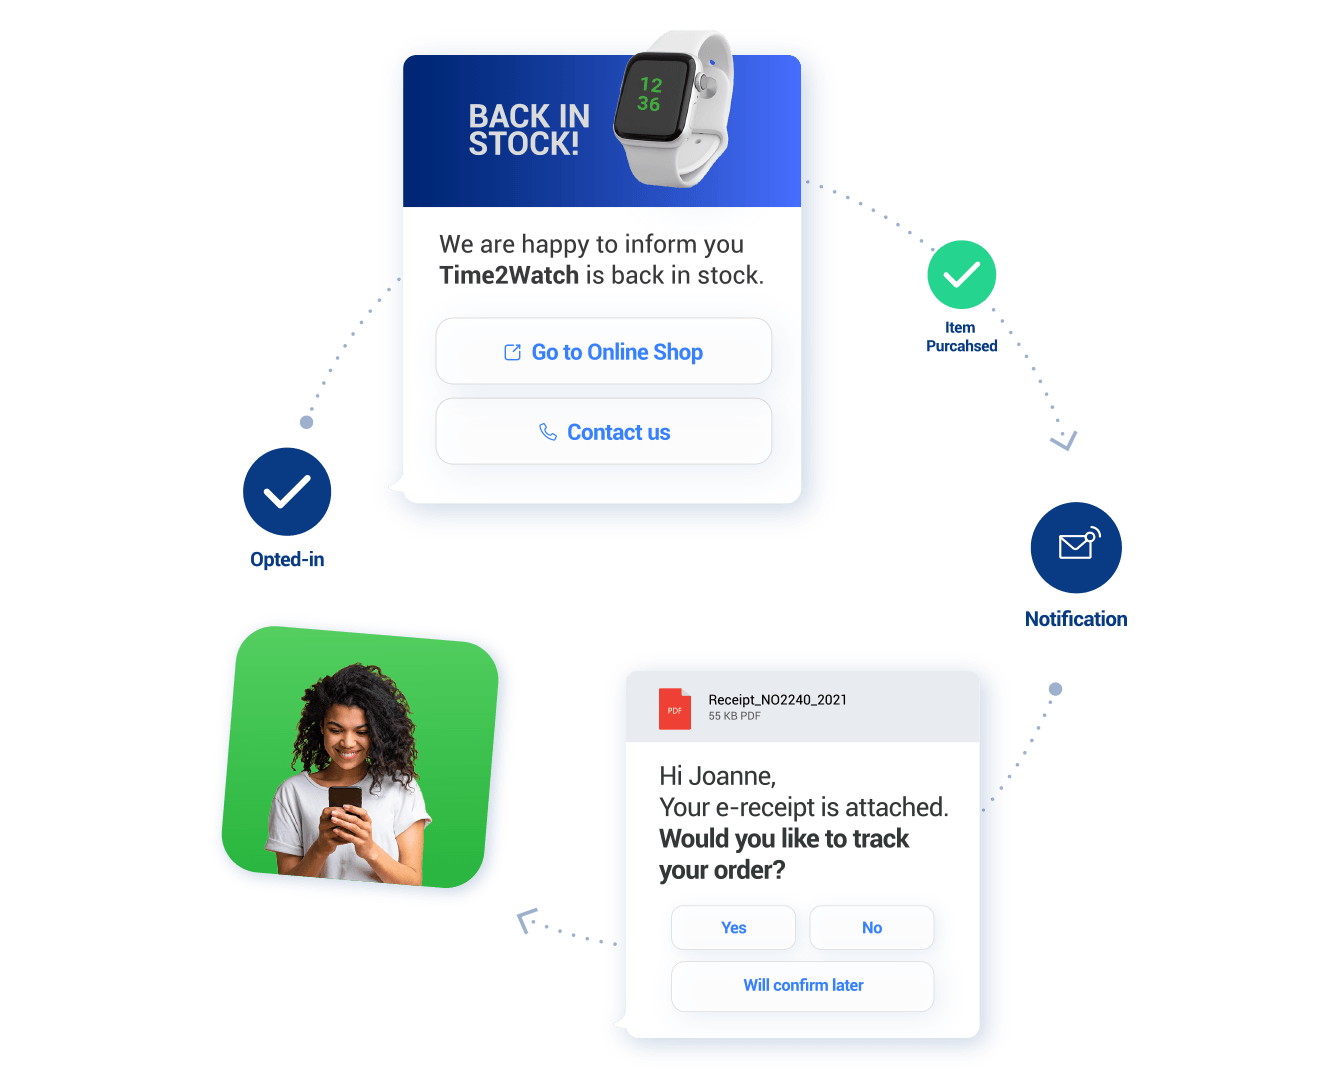 BACK IN
STOCK!
12
36
We are happy to inform you
Time2Watch is back in stock.
Go to Online Shop
Contact us
Item
Purcahsed
Opted-in
Notification
PDF
Receipt_NO2240_2021
55 KB PDF
Hi Joanne,
Your e-receipt is attached.
Would you like to track
your order?
Yes
No
Will confirm later